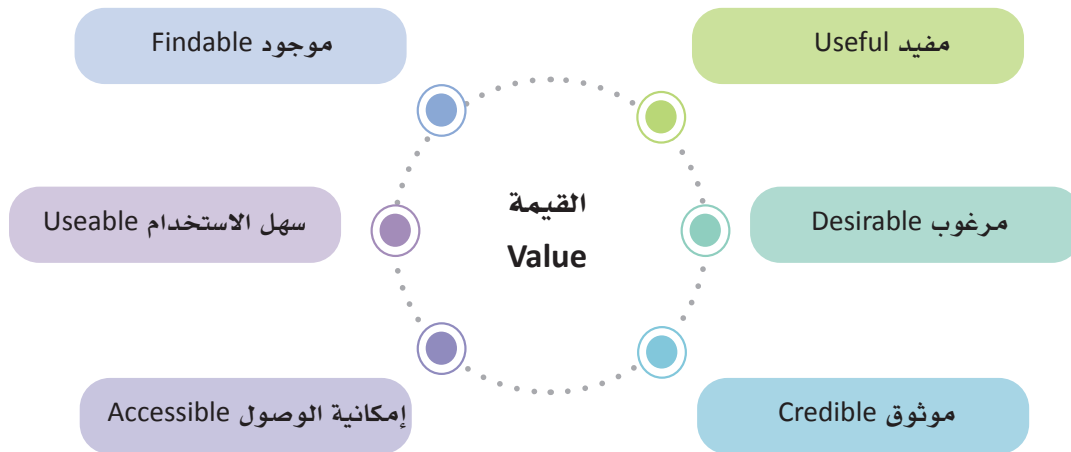 مفيد Useful
موجود Findable
القيمة
Value
مرغوب Desirable
سهل الاستخدام Useable
موثوق Credible
إمكانية الوصول Accessible